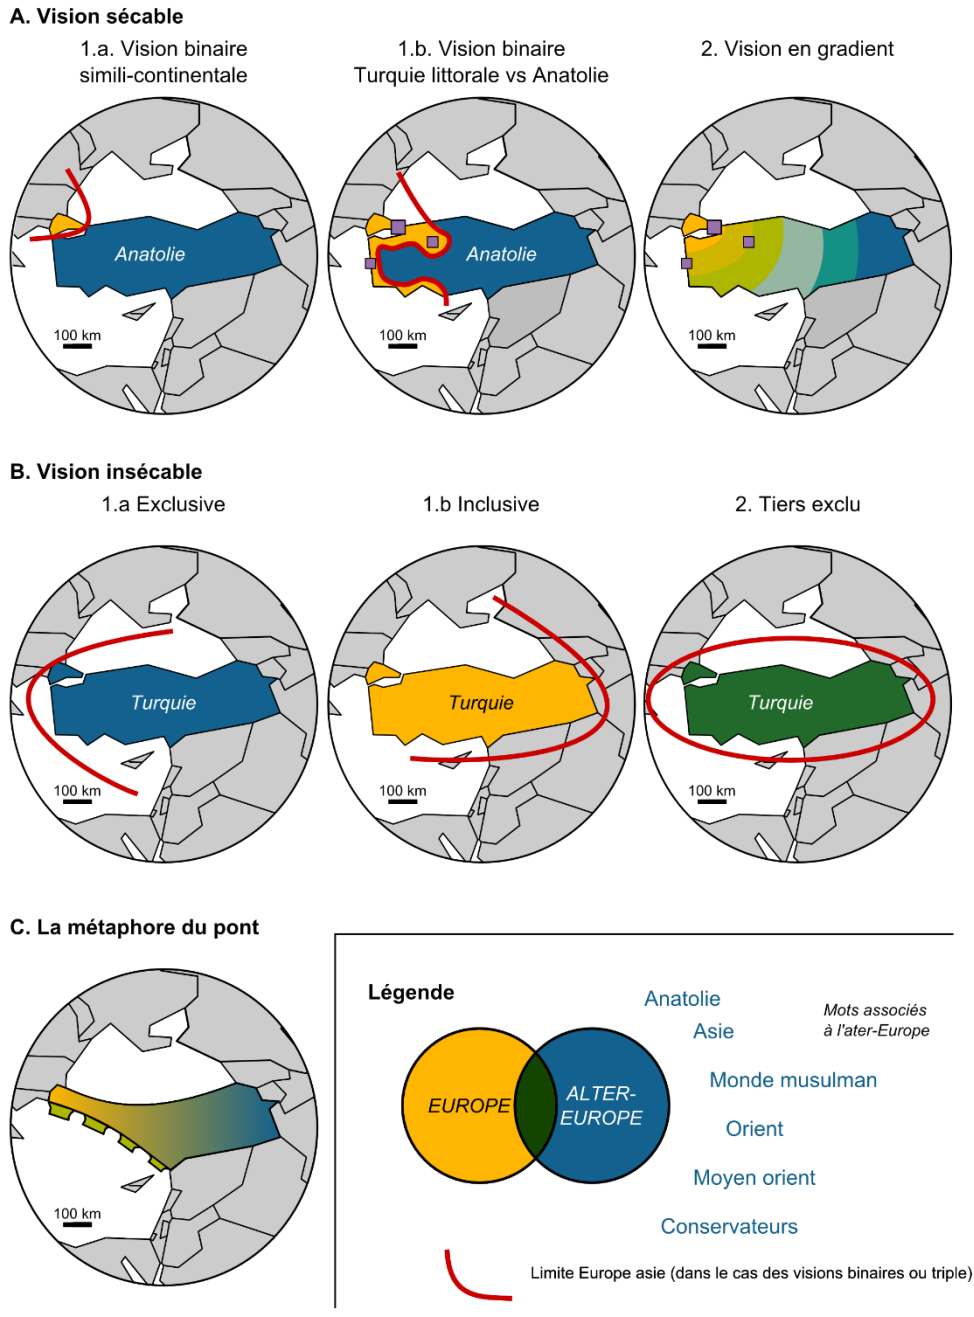 A. Vision sécable
1.a. Vision binaire
simili-continentale
1.b. Vision binaire
Turquie littorale vs Anatolie
2. Vision en gradient
Anatolie
100 km
Anatolie
100 km
100 km
B. Vision insécable
1.a Exclusive
1.b Inclusive
2. Tiers exclu
Turquie
100 km
Turquie
100 km
Turquie
100 km
C. La métaphore du pont
100 km
Légende
EUROPE
ALTER-
EUROPE
Anatolie
Asie
Monde musulman
Orient
Moyen orient
Conservateurs
Mots associés
à l'ater-Europe
Limite Europe asie (dans le cas des visions binaires ou triple)